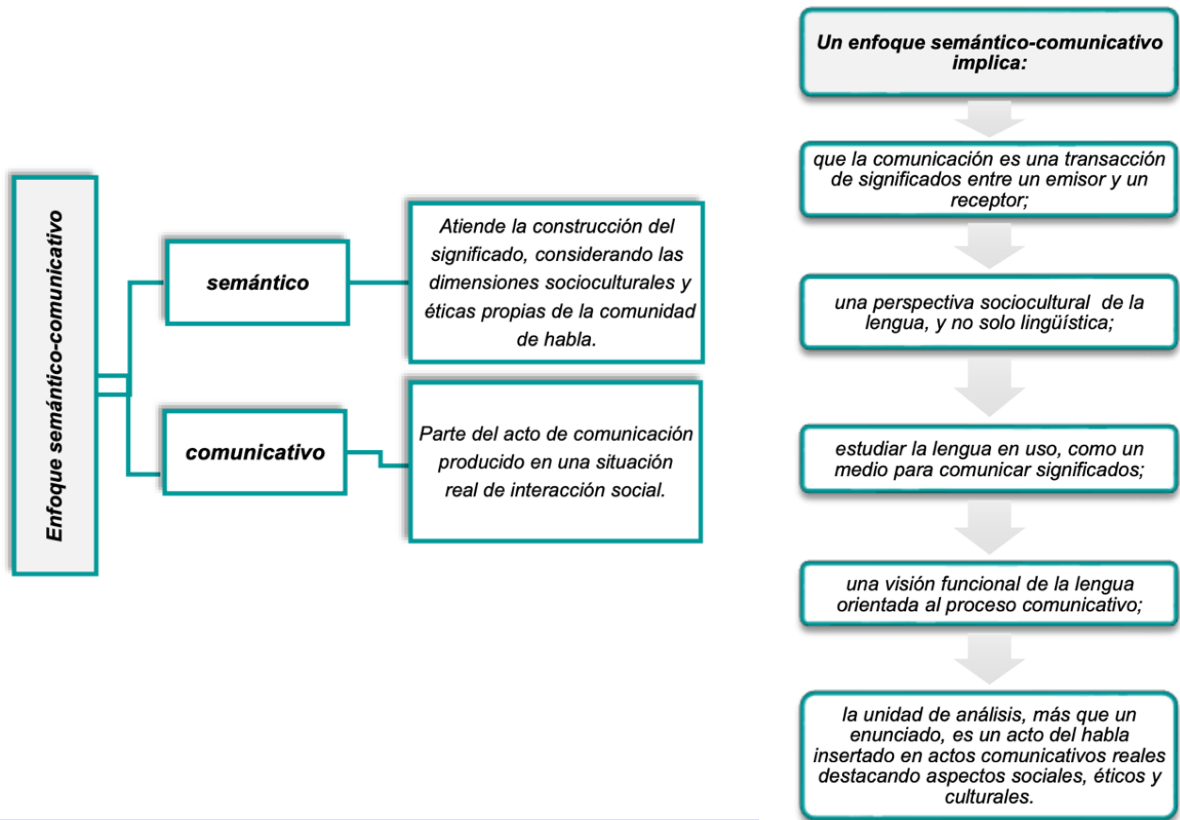 Enfoque semántico-comunicativo
semántico
Atiende la construcción del
significado, considerando las
dimensiones socioculturales y
éticas propias de la comunidad
de habla.
comunicativo
Parte del acto de comunicación
producido en una situación
real de interacción social.
Un enfoque semántico-comunicativo
implica:
que la comunicación es una transacción
de significados entre un emisor y un
receptor;
una perspectiva sociocultural de la
lengua, y no solo lingüística;
estudiar la lengua en uso, como un
medio para comunicar significados;
una visión funcional de la lengua
orientada al proceso comunicativo;
la unidad de análisis, más que un
enunciado, es un acto del habla
insertado en actos comunicativos reales
destacando aspectos sociales, éticos y
culturales.